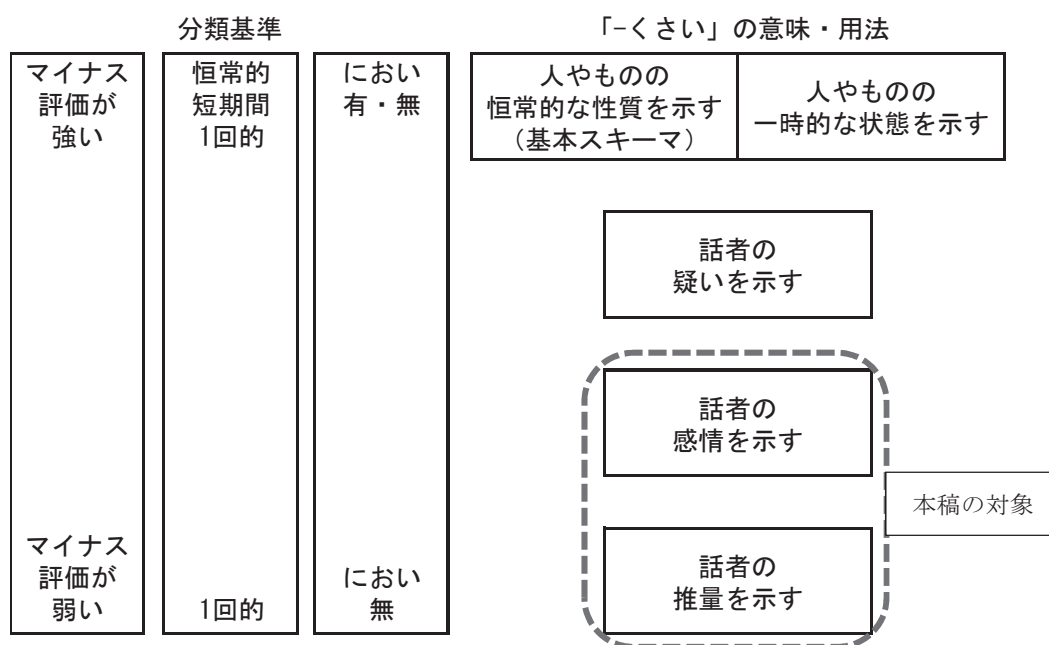 分類基準
「-くさい」の意味・用法
マイナス
評価が
強い
マイナス
評価が
弱い
恒常的
短期間
1回的
1回的
におい
有・無
におい
無
人やものの
恒常的な性質を示す
(基本スキーマ)
人やものの
一時的な状態を示す
話者の
疑いを示す
話者の
感情を示す
話者の
推量を示す
本稿の対象